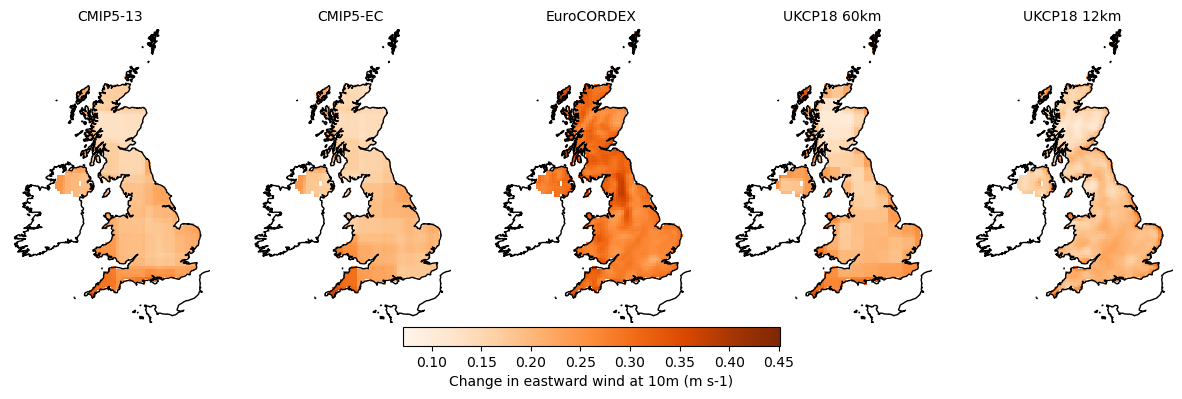 CMIP5-13 CMIP5-EC EuroCORDEX UKCP18 60km UKCP18 12km
0.10 0.15 0.20 0.25 0.30 0.35 0.40 0.45
Change in eastward wind at 10m (m s-1)